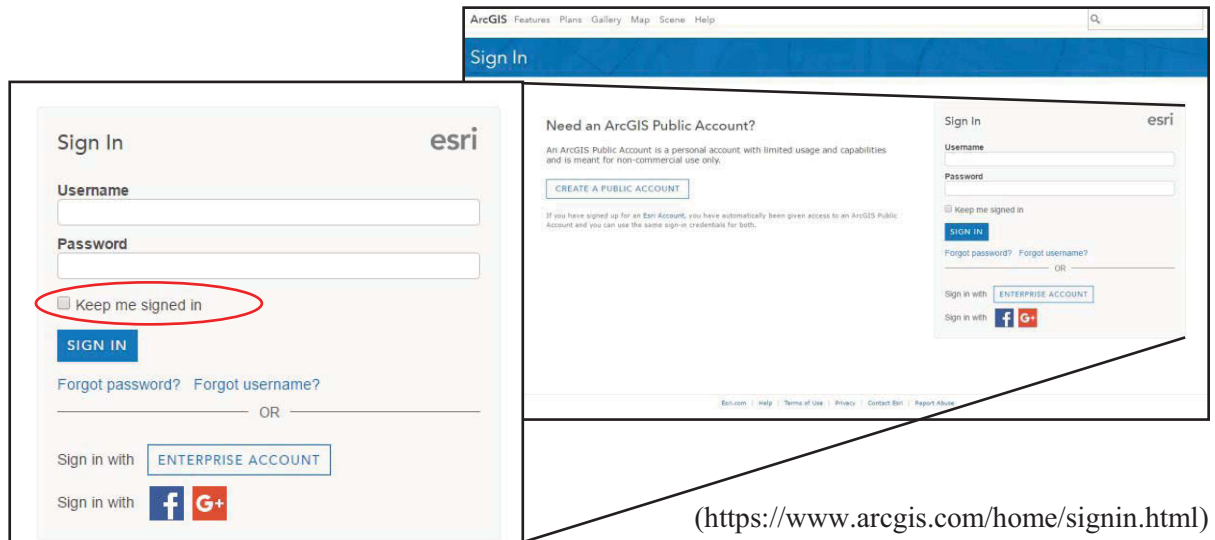 ArcGIS Features Plans Gallery Map Scene Help
Sign In
Need an ArcGIS Public Account?
An ArcGIS Public Account is a personal account with limited usage and capabilities
and is meant for non-commercial use only.
CREATE A PUBLIC ACCOUNT
If you have signed up for an Esri Account, you have automatically been given access to an ArcGIS Public
Account and you can use the same sign-in credentials for both.
Sign In esri
Username
Password
Keep me signed in
SIGN IN
Forgot password? Forgot username?
OR
Sign in with ENTERPRISE ACCOUNT
Sign in with f G+
Esri.com | Help | Terms of Use | Privacy | Contact Esri | Report Abuse
Sign In esri
Username
Password
Keep me signed in
SIGN IN
Forgot password? Forgot username?
OR
Sign in with ENTERPRISE ACCOUNT
Sign in with f G+
(https://www.arcgis.com/home/signin.html)